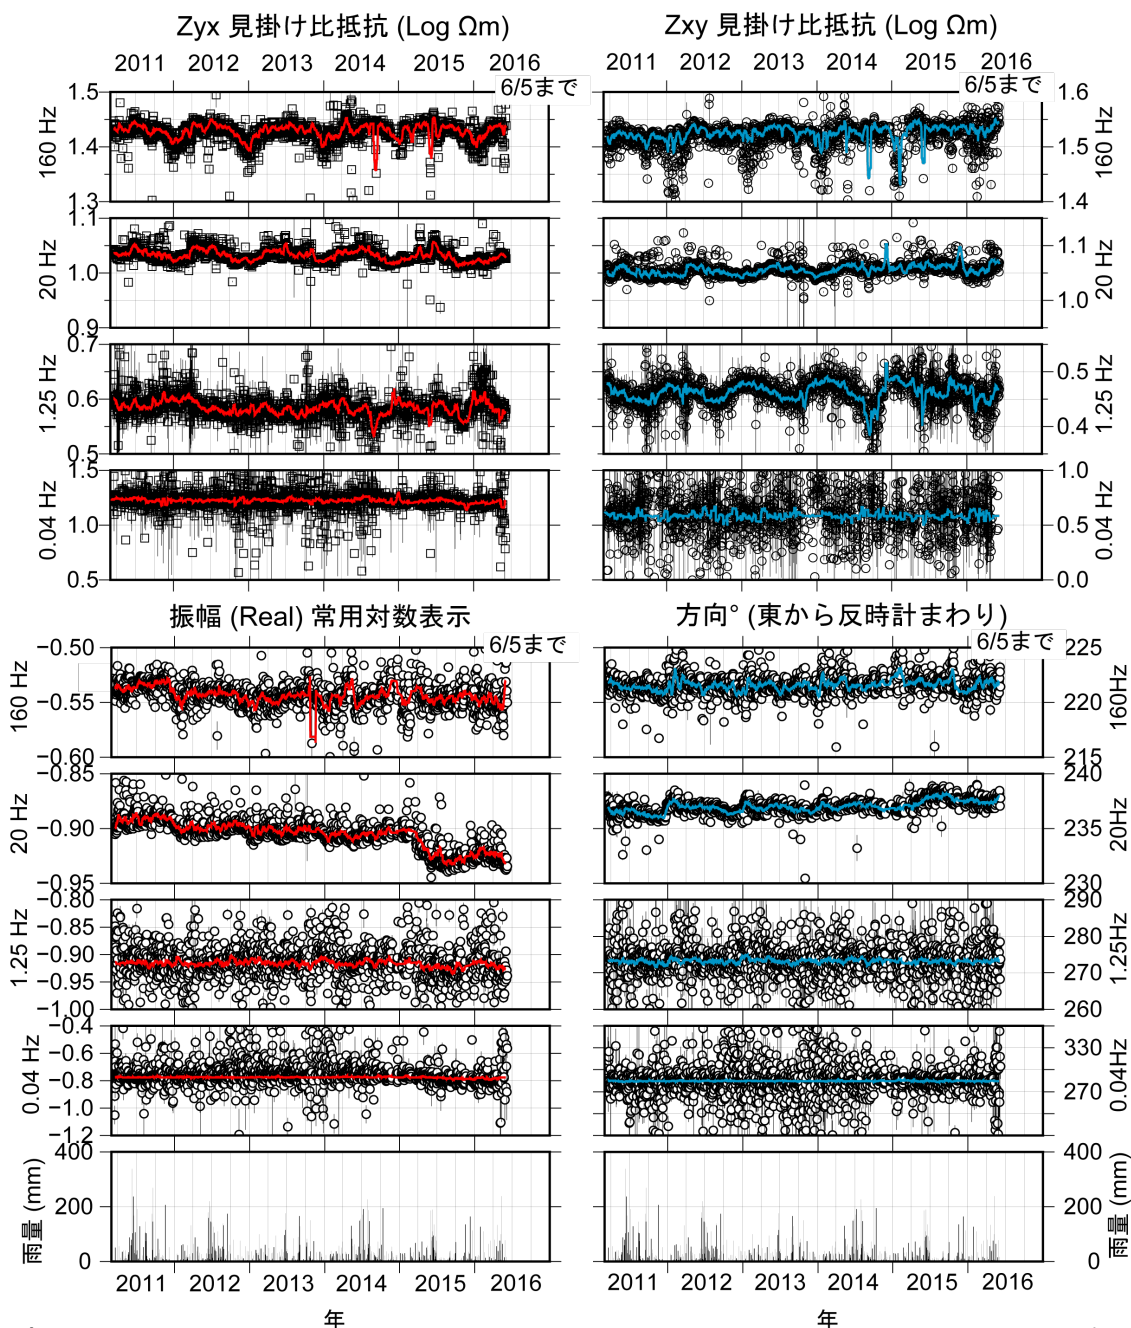 Zyx 見掛け比抵抗 (Log Ωm)
Zxy 見掛け比抵抗 (Log Ωm)
2011 2012 2013 2014 2015 2016
2011 2012 2013 2014 2015 2016
6/5まで
6/5まで
160 Hz
1.5
1.4
1.3
1.6
1.5
1.4
160 Hz
20 Hz
1.1
1.0
0.9
1.1
1.0
20 Hz
1.25 Hz
0.7
0.6
0.5
0.5
0.4
1.25 Hz
0.04 Hz
1.5
1.0
0.5
1.0
0.5
0.0
0.04 Hz
振幅 (Real) 常用対数表示
方向° (東から反時計まわり)
6/5まで
6/5まで
160 Hz
−0.50
−0.55
−0.60
225
220
215
160Hz
20 Hz
−0.85
−0.90
−0.95
240
235
230
20Hz
1.25 Hz
−0.80
−0.85
−0.90
−0.95
−1.00
290
280
270
260
1.25Hz
0.04 Hz
−0.4
−0.6
−0.8
−1.0
−1.2
330
270
0.04Hz
雨量 (mm)
400
200
0
400
200
0
雨量 (mm)
2011 2012 2013 2014 2015 2016
2011 2012 2013 2014 2015 2016
年
年